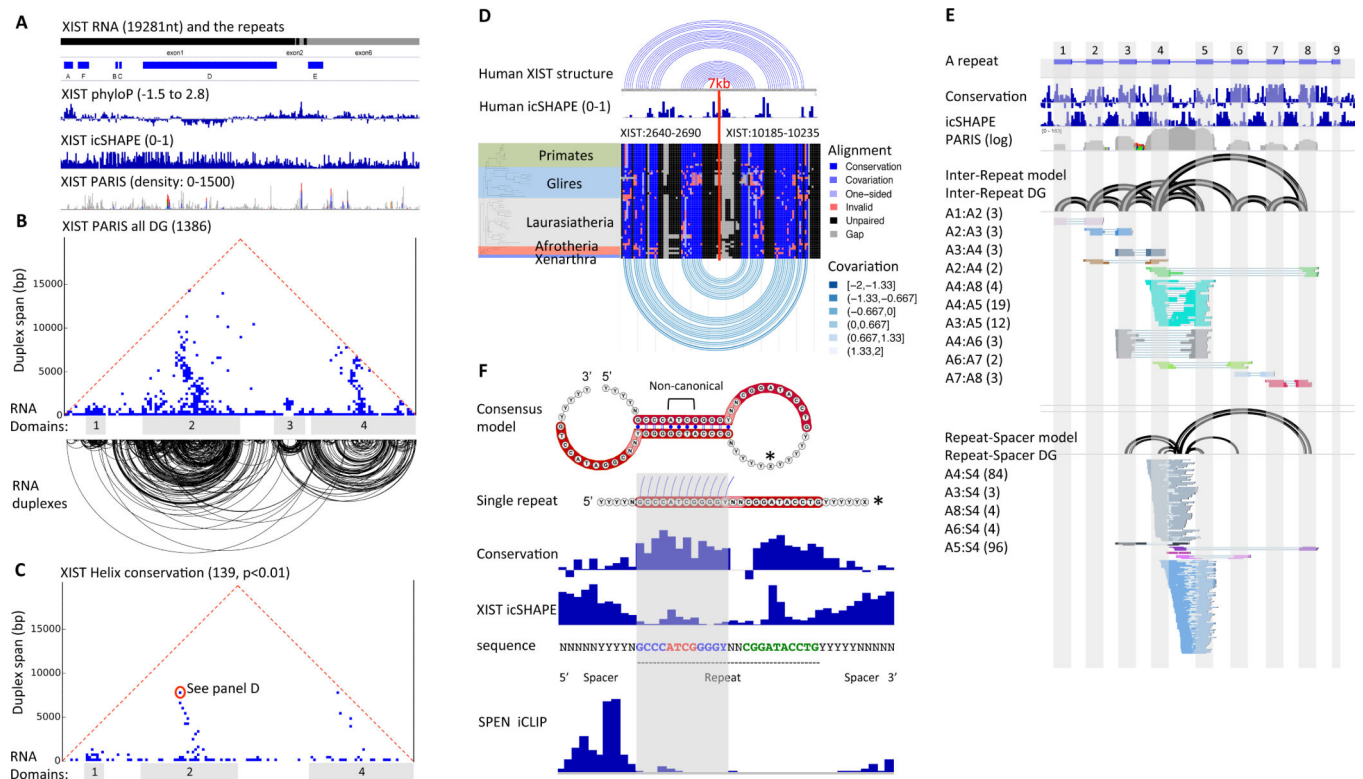 A
XIST RNA (19281nt) and the repeats
exon1 exon2 exon6
A F B C D E
XIST phyloP (-1.5 to 2.8)
XIST icSHAPE (0-1)
XIST PARIS (density: 0-1500)
B
XIST PARIS all DG (1386)
Duplex span (bp)
15000
10000
5000
0
RNA
Domains: 1 2 3 4
RNA
duplexes
C
XIST Helix conservation (139, p<0.01)
Duplex span (bp)
15000
10000
5000
0
See panel D
RNA
Domains: 1 2 4
D
Human XIST structure
7kb
Human icSHAPE (0-1)
XIST:2640-2690 XIST:10185-10235
Primates
Glires
Laurasiatheria
Afrotheria
Xenarthra
Alignment
Conservation
Covariation
One-sided
Invalid
Unpaired
Gap
Covariation
[-2,-1.33]
(-1.33,-0.667]
(-0.667,0]
(0,0.667]
(0.667,1.33]
(1.33,2]
E
1 2 3 4 5 6 7 8 9
A repeat
Conservation
icSHAPE
PARIS (log)
Inter-Repeat model
Inter-Repeat DG
A1:A2 (3)
A2:A3 (3)
A3:A4 (3)
A2:A4 (2)
A4:A8 (4)
A4:A5 (19)
A3:A5 (12)
A4:A6 (3)
A6:A7 (2)
A7:A8 (3)
Repeat-Spacer model
Repeat-Spacer DG
A4:S4 (84)
A3:S4 (3)
A8:S4 (4)
A6:S4 (4)
A5:S4 (96)
F
3' 5'
Non-canonical
Consensus
model
*
Single repeat
5' YYYYNGCCCATCGGGGYNNCGGATACCTGYYYYYYX *
Conservation
XIST icSHAPE
sequence NNNNNYYYYNGCCCATCGGGGYNNCGGATACCTGYYYYYNNNNN
5' Spacer Repeat Spacer 3'
SPEN iCLIP